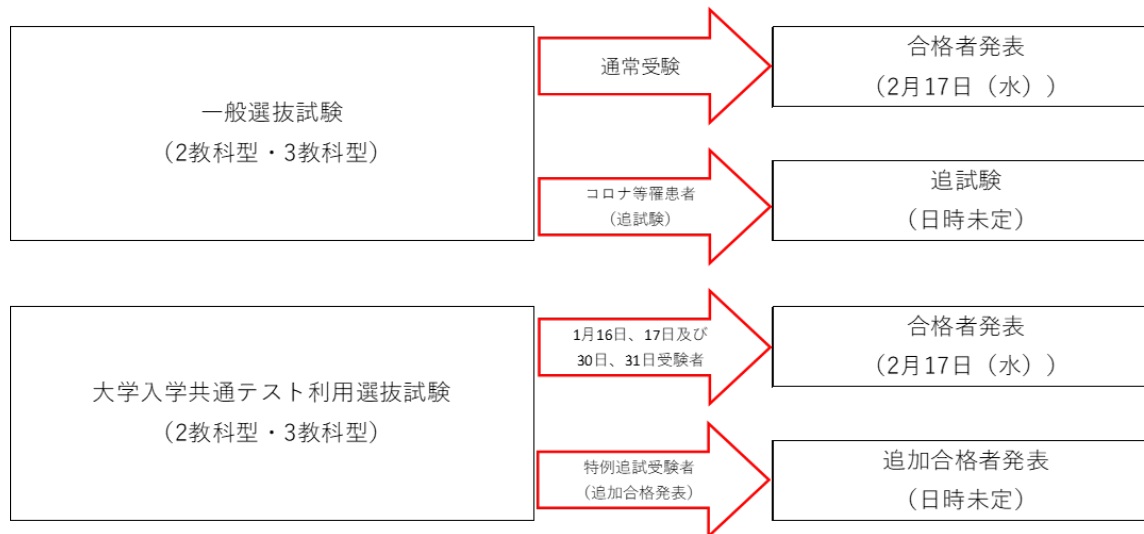 一般選抜試験
（2教科型・3教科型）
通常受験
合格者発表
（2月17日（水））
コロナ等罹患者
（追試験）
追試験
（日時未定）
大学入学共通テスト利用選抜試験
（2教科型・3教科型）
1月16日、17日及び
30日、31日受験者
合格者発表
（2月17日（水））
特例追試受験者
（追加合格発表）
追加合格者発表
（日時未定）